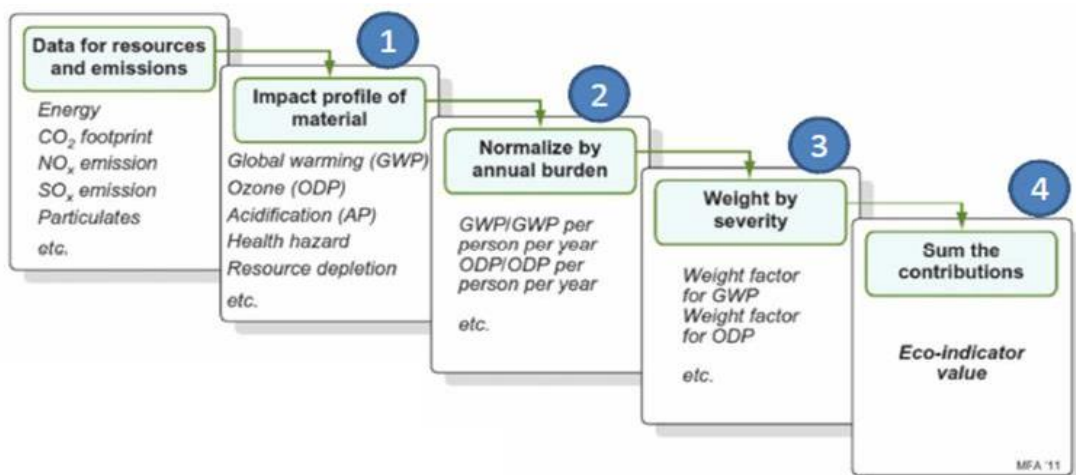 Data for resources
and emissions
Energy
CO₂ footprint
NOₓ emission
SOₓ emission
Particulates
etc.
1
Impact profile of
material
Global warming (GWP)
Ozone (ODP)
Acidification (AP)
Health hazard
Resource depletion
etc.
2
Normalize by
annual burden
GWP/GWP per
person per year
ODP/ODP per
person per year
etc.
3
Weight by
severity
Weight factor
for GWP
Weight factor
for ODP
etc.
4
Sum the
contributions
Eco-indicator
value
MFA '11